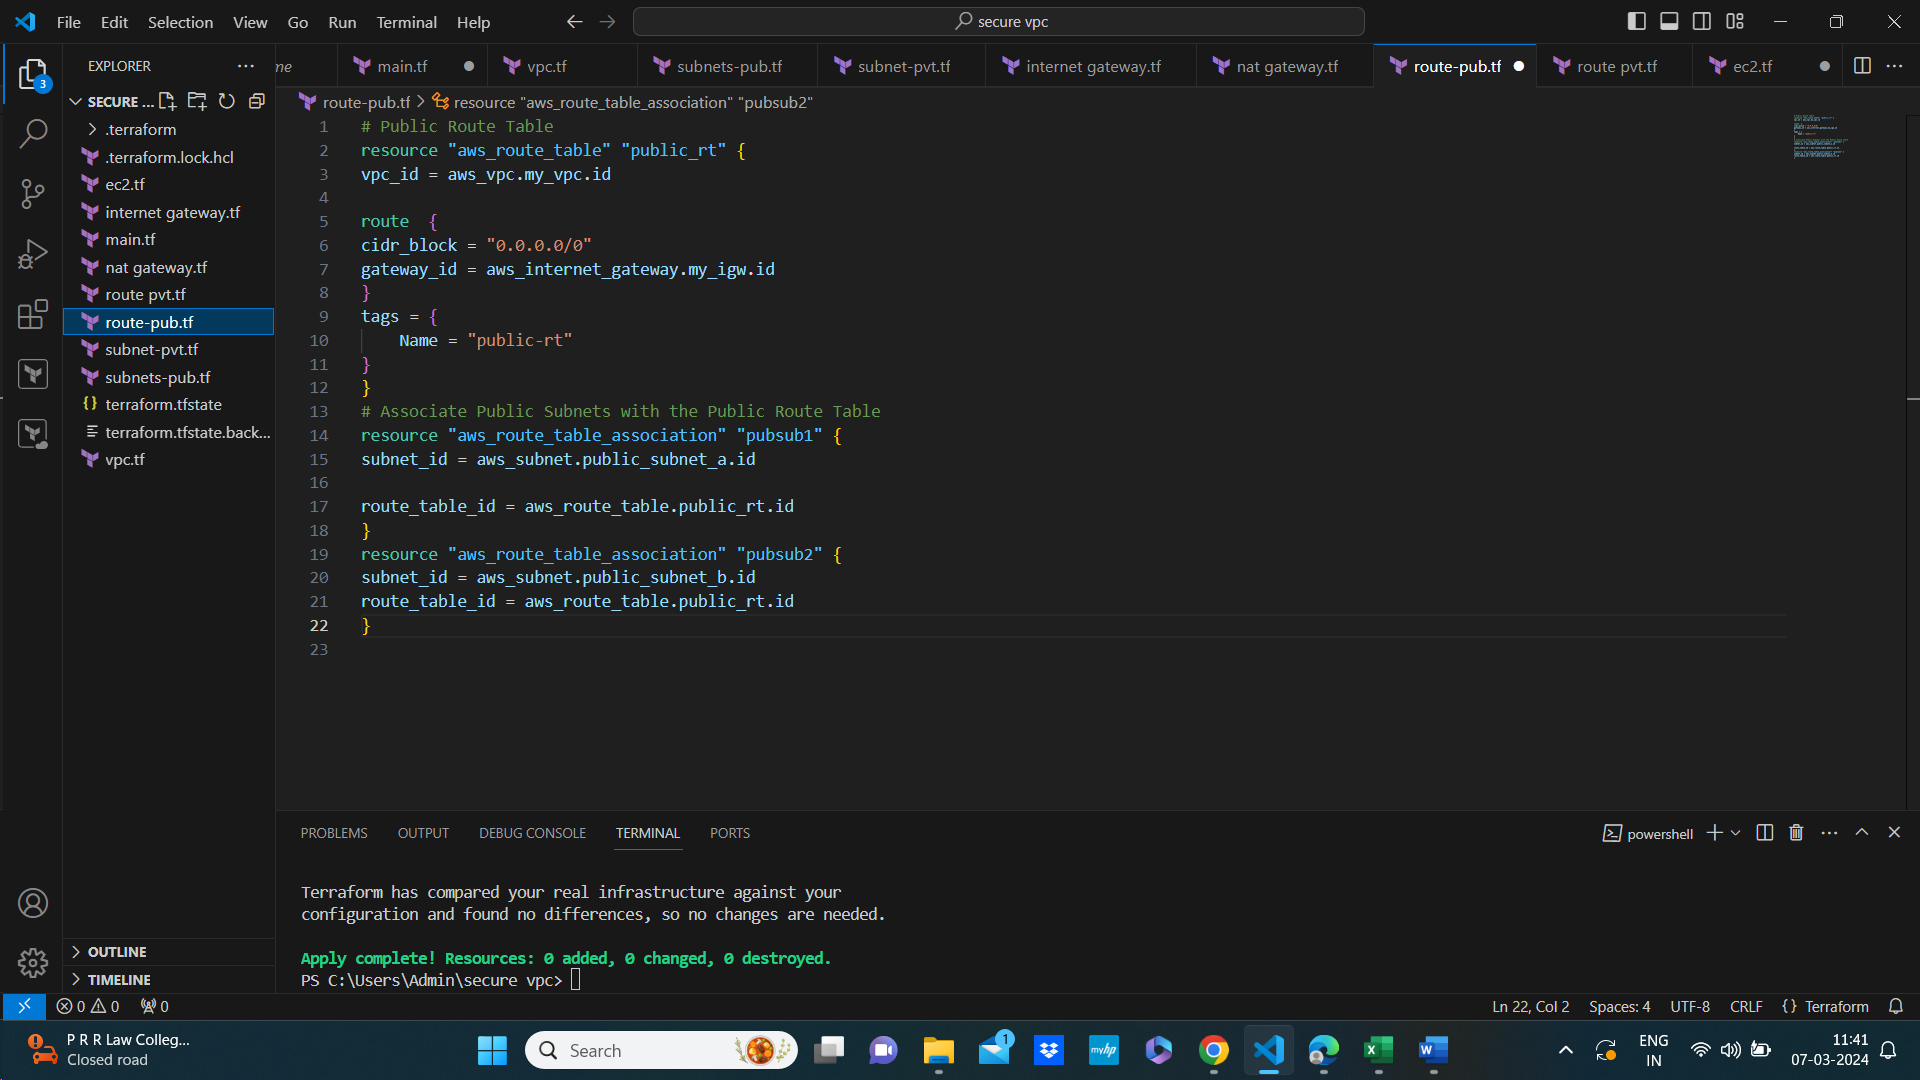 File Edit Selection View Go Run Terminal Help
secure vpc
EXPLORER
me
main.tf
vpc.tf
subnets-pub.tf
subnet-pvt.tf
internet gateway.tf
nat gateway.tf
route-pub.tf
route pvt.tf
ec2.tf
3
SECURE ...
.terraform
.terraform.lock.hcl
ec2.tf
internet gateway.tf
main.tf
nat gateway.tf
route pvt.tf
route-pub.tf
subnet-pvt.tf
subnets-pub.tf
terraform.tfstate
terraform.tfstate.back...
vpc.tf
OUTLINE
TIMELINE
route-pub.tf > resource "aws_route_table_association" "pubsub2"
1 # Public Route Table
2 resource "aws_route_table" "public_rt" {
3 vpc_id = aws_vpc.my_vpc.id
4
5 route  {
6 cidr_block = "0.0.0.0/0"
7 gateway_id = aws_internet_gateway.my_igw.id
8 }
9 tags = {
10     Name = "public-rt"
11 }
12 }
13 # Associate Public Subnets with the Public Route Table
14 resource "aws_route_table_association" "pubsub1" {
15 subnet_id = aws_subnet.public_subnet_a.id
16
17 route_table_id = aws_route_table.public_rt.id
18 }
19 resource "aws_route_table_association" "pubsub2" {
20 subnet_id = aws_subnet.public_subnet_b.id
21 route_table_id = aws_route_table.public_rt.id
22 }
23
PROBLEMS OUTPUT DEBUG CONSOLE TERMINAL PORTS
powershell
Terraform has compared your real infrastructure against your
configuration and found no differences, so no changes are needed.
Apply complete! Resources: 0 added, 0 changed, 0 destroyed.
PS C:\Users\Admin\secure vpc>
0 0 0
Ln 22, Col 2 Spaces: 4 UTF-8 CRLF {} Terraform
P R R Law Colleg...
Closed road
Search
1
myhp
ENG
IN
11:41
07-03-2024